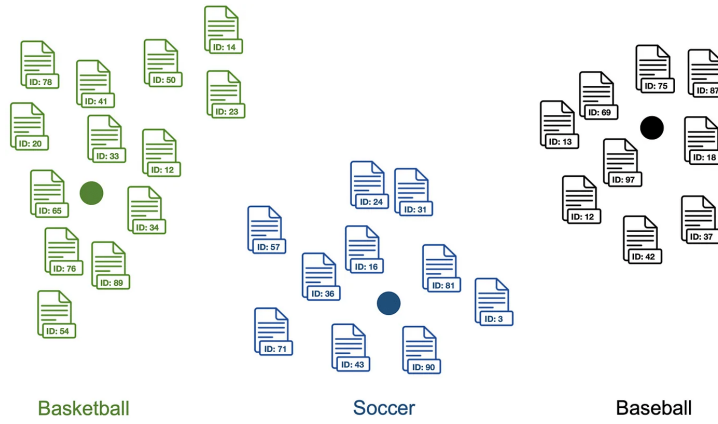 ID: 14
ID: 78
ID: 41
ID: 50
ID: 23
ID: 20
ID: 33
ID: 12
ID: 65
ID: 34
ID: 76
ID: 89
ID: 54
ID: 24
ID: 31
ID: 57
ID: 16
ID: 36
ID: 81
ID: 3
ID: 71
ID: 43
ID: 90
ID: 75
ID: 87
ID: 69
ID: 13
ID: 18
ID: 97
ID: 12
ID: 37
ID: 42
Basketball
Soccer
Baseball